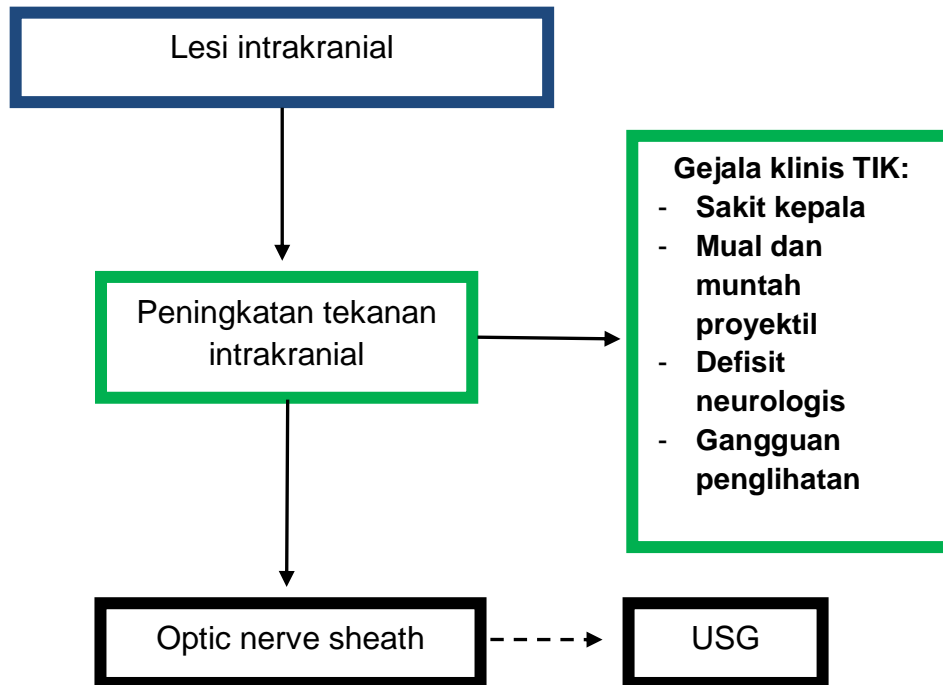 Lesi intrakranial
Peningkatan tekanan
intrakranial
Gejala klinis TIK:
- Sakit kepala
- Mual dan
muntah
proyektil
- Defisit
neurologis
- Gangguan
penglihatan
Optic nerve sheath
USG